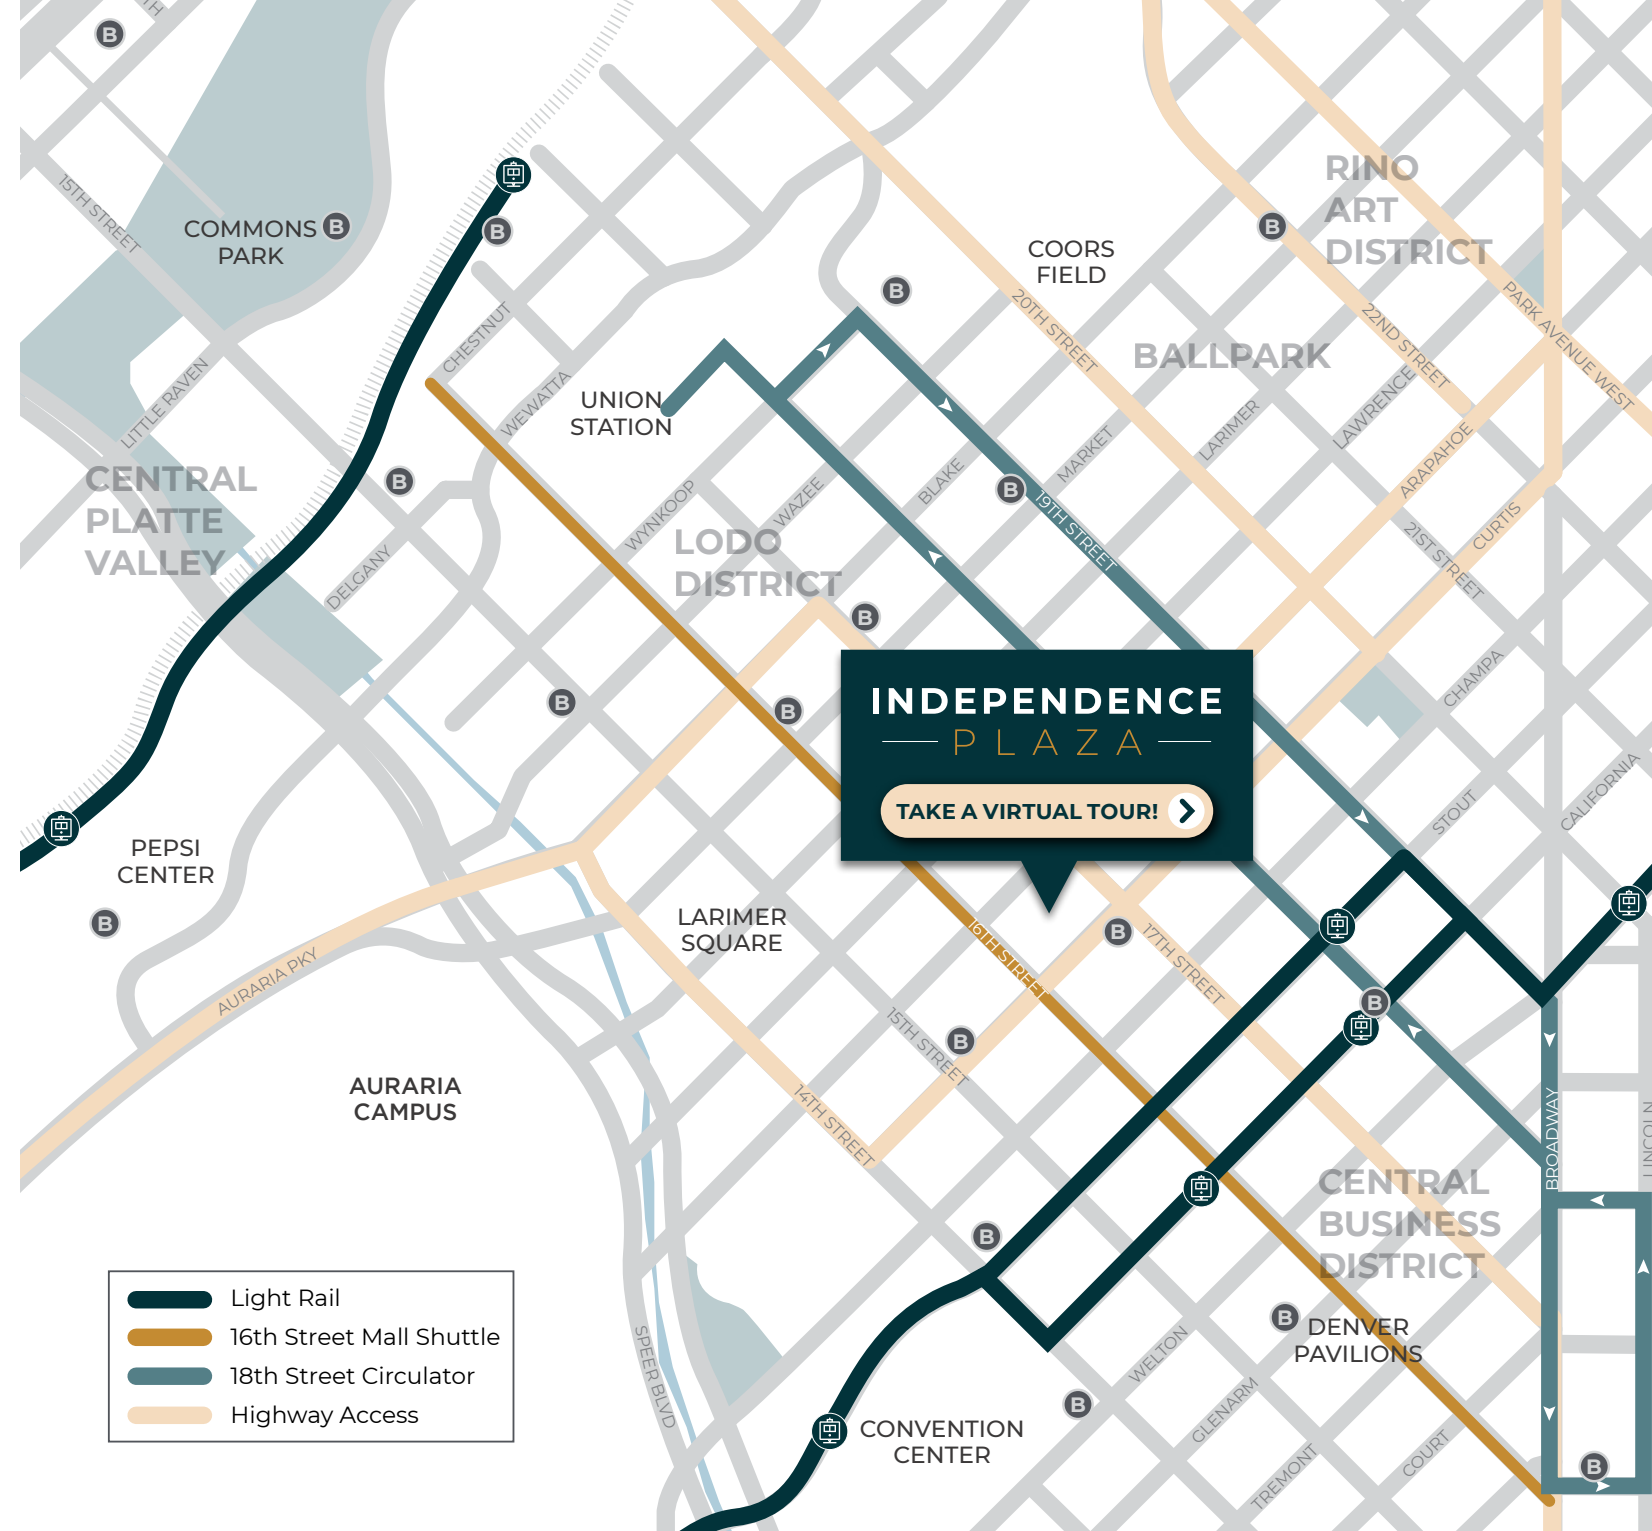 TH
B
15TH STREET
COMMONS
PARK
B
B
COORS
FIELD
B
RINO
ART
DISTRICT
B
20TH STREET
22ND STREET
PARK AVENUE WEST
CHESTNUT
LITTLE RAVEN
WEWATTA
UNION
STATION
BALLPARK
MARKET
LARIMER
LAWRENCE
ARAPAHOE
CURTIS
CENTRAL
PLATTE
VALLEY
B
DELGANY
WYNKOOP
WAZEE
BLAKE
B
19TH STREET
21ST STREET
LODO
DISTRICT
B
B
B
INDEPENDENCE
PLAZA
TAKE A VIRTUAL TOUR!
CHAMPA
STOUT
CALIFORNIA
PEPSI
CENTER
B
AURARIA PKY
LARIMER
SQUARE
16TH STREET
B
17TH STREET
B
B
15TH STREET
14TH STREET
AURARIA
CAMPUS
BROADWAY
LINCOLN
CENTRAL
BUSINESS
DISTRICT
B
B
DENVER
PAVILIONS
Light Rail
16th Street Mall Shuttle
18th Street Circulator
Highway Access
SPEER BLVD
WELTON
GLENARM
TREMONT
COURT
B
CONVENTION
CENTER
B